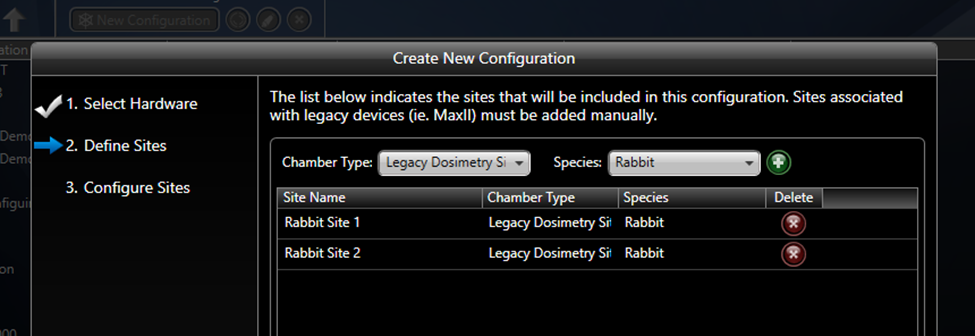 New Configuration
Create New Configuration
1. Select Hardware
2. Define Sites
3. Configure Sites
The list below indicates the sites that will be included in this configuration. Sites associated
with legacy devices (ie. MaxII) must be added manually.
Chamber Type: Legacy Dosimetry Si Species: Rabbit
Site Name Chamber Type Species Delete
Rabbit Site 1 Legacy Dosimetry Sit Rabbit
Rabbit Site 2 Legacy Dosimetry Sit Rabbit